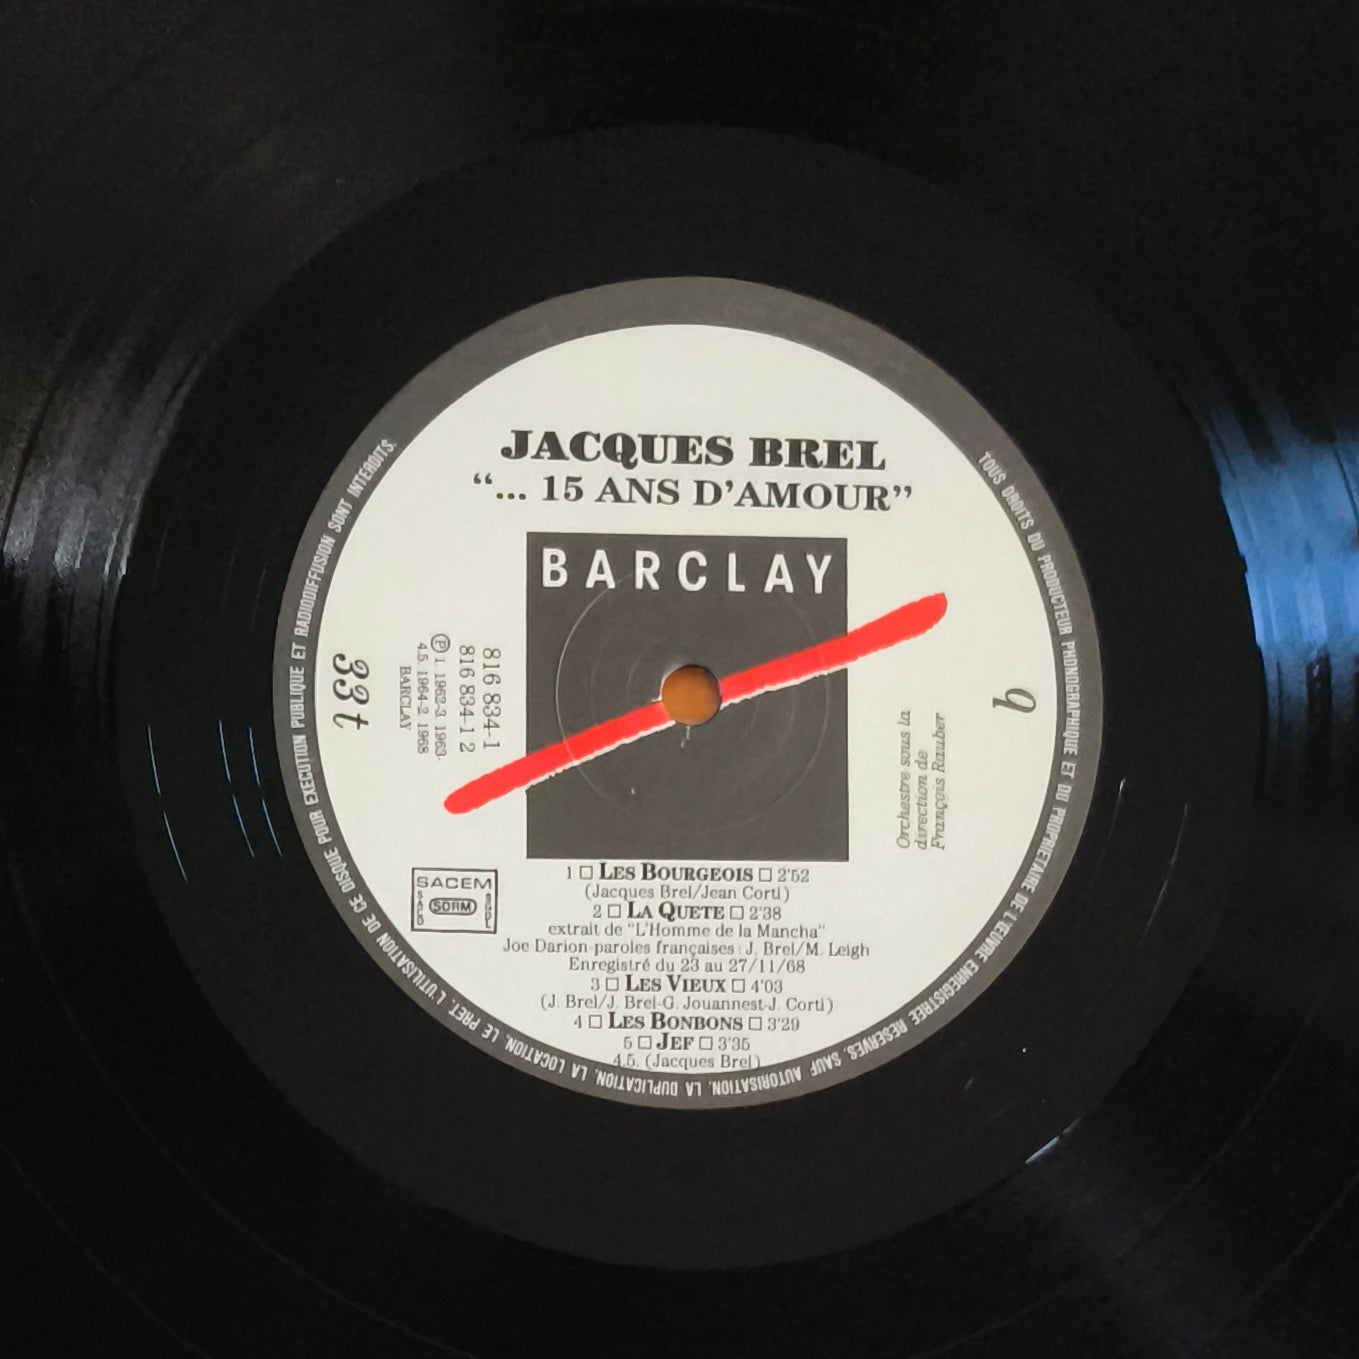 JACQUES BREL
“... 15 ANS D’AMOUR”
BARCLAY
816 834-1
816 834-1 2
Ⓟ 1. 1962-3. 1963-
4.5. 1964-2. 1968
BARCLAY
33t
Orchestre sous la
direction de
François Rauber
SACEM
SACD
SDRM
1 □ LES BOURGEOIS □ 2'52
(Jacques Brel/Jean Corti)
2 □ LA QUETE □ 2'38
extrait de "L'Homme de la Mancha"
Joe Darion-paroles françaises : J. Brel/M. Leigh
Enregistré du 23 au 27/11/68
3 □ LES VIEUX □ 4'03
(J. Brel/J. Brel-G. Jouannest-J. Corti)
4 □ LES BONBONS □ 3'29
5 □ JEF □ 3'35
4.5. (Jacques Brel)
TOUS DROITS DU PRODUCTEUR PHONOGRAPHIQUE ET DU PROPRIETAIRE DE L'ŒUVRE ENREGISTREE RESERVES. SAUF AUTORISATION, LA DUPLICATION, LA LOCATION, LE PRET, L'UTILISATION DE CE DISQUE POUR EXECUTION PUBLIQUE ET RADIODIFFUSION SONT INTERDITS.